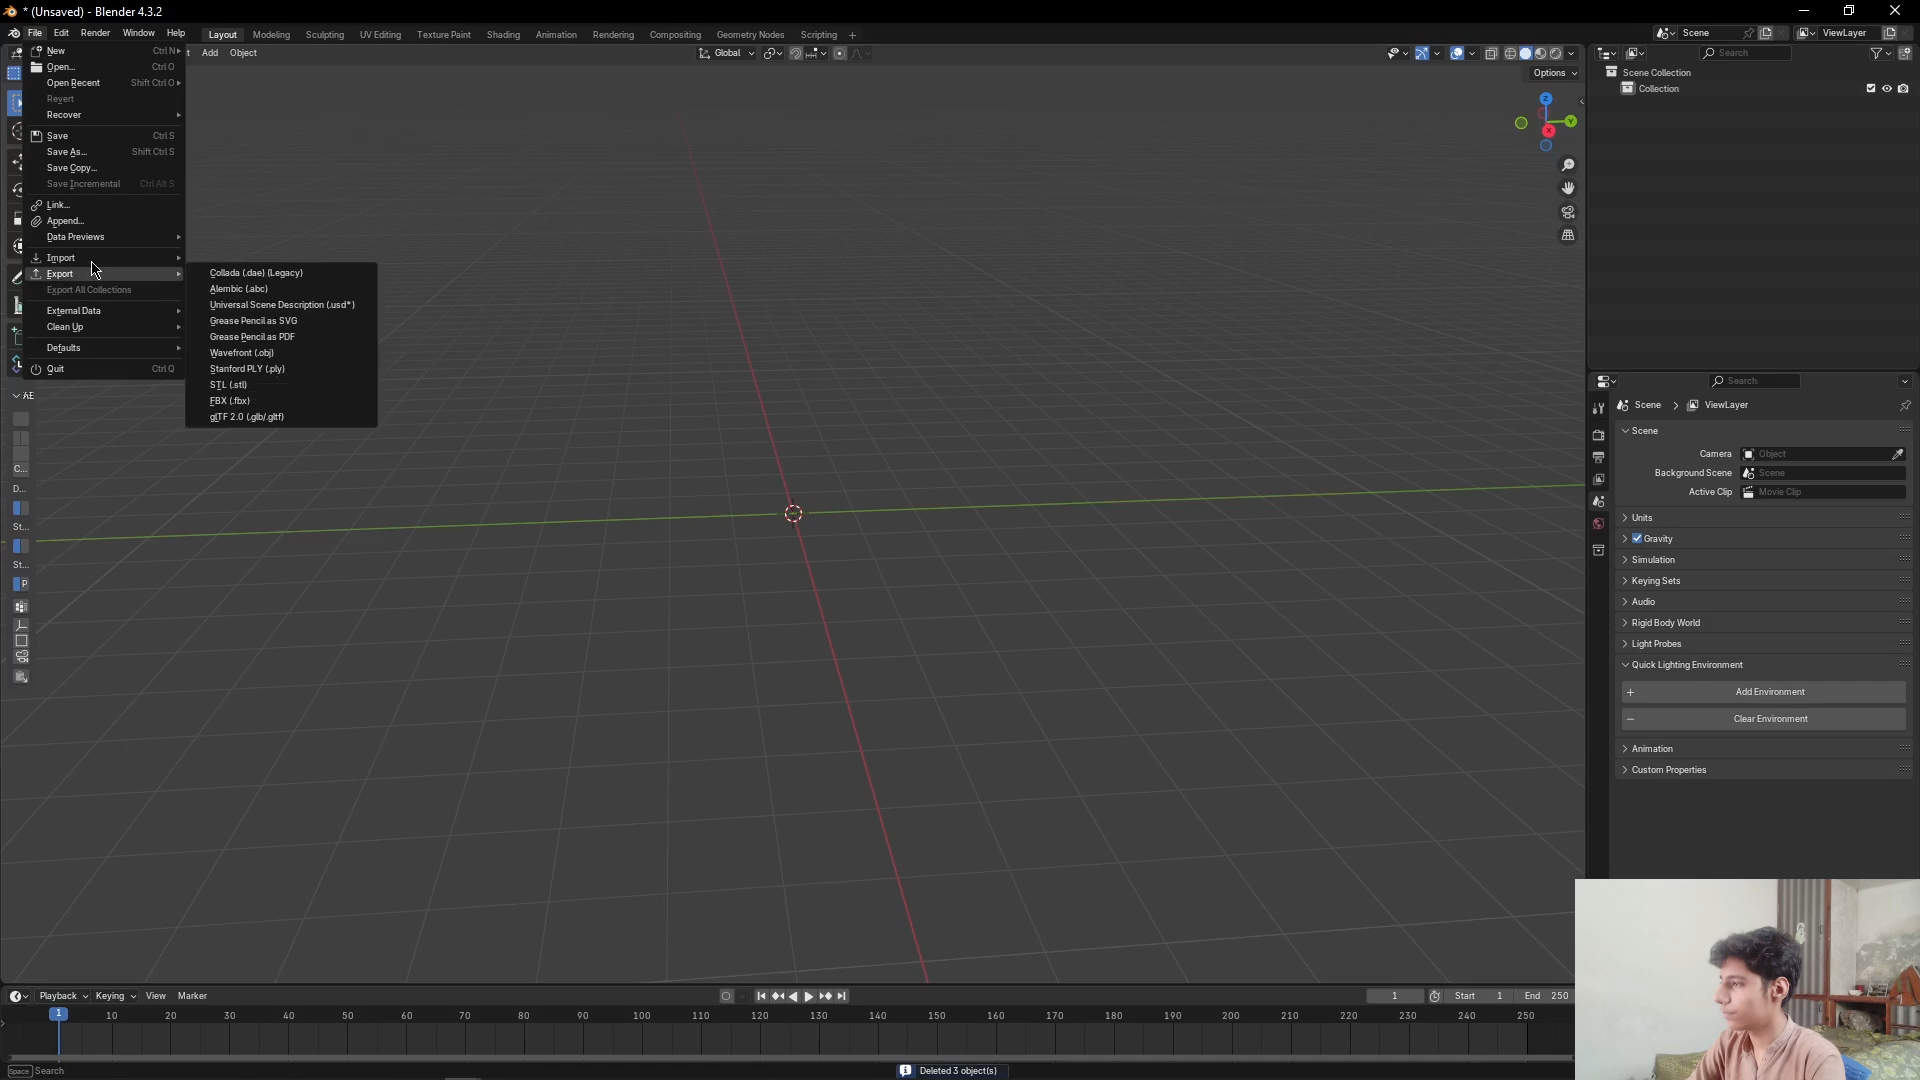 * (Unsaved) - Blender 4.3.2
File Edit Render Window Help Layout Modeling Sculpting UV Editing Texture Paint Shading Animation Compositing Rendering Geometry Nodes Scripting + Scene ViewLayer
Add Object Global Search
Options
New Ctrl N
Open... Ctrl O
Open Recent Shift Ctrl O
Revert
Recover
Save Ctrl S
Save As... Shift Ctrl S
Save Copy...
Save Incremental Ctrl Alt S
Link...
Append...
Data Previews
Import
Export
Export All Collections
External Data
Clean Up
Defaults
Quit Ctrl Q
Collada (.dae) (Legacy)
Alembic (.abc)
Universal Scene Description (.usd*)
Grease Pencil as SVG
Grease Pencil as PDF
Wavefront (.obj)
Stanford PLY (.ply)
STL (.stl)
FBX (.fbx)
glTF 2.0 (.glb/.gltf)
AE
C...
D...
St...
St...
P
Z
Y
X
Scene Collection
Collection
Search
Scene > ViewLayer
Scene
Camera Object
Background Scene Scene
Active Clip Movie Clip
Units
Gravity
Simulation
Keying Sets
Audio
Rigid Body World
Light Probes
Quick Lighting Environment
+ Add Environment
− Clear Environment
Animation
Custom Properties
Playback Keying View Marker 1 Start 1 End 250
1 10 20 30 40 50 60 70 80 90 100 110 120 130 140 150 160 170 180 190 200 210 220 230 240 250
Space Search Deleted 3 object(s)